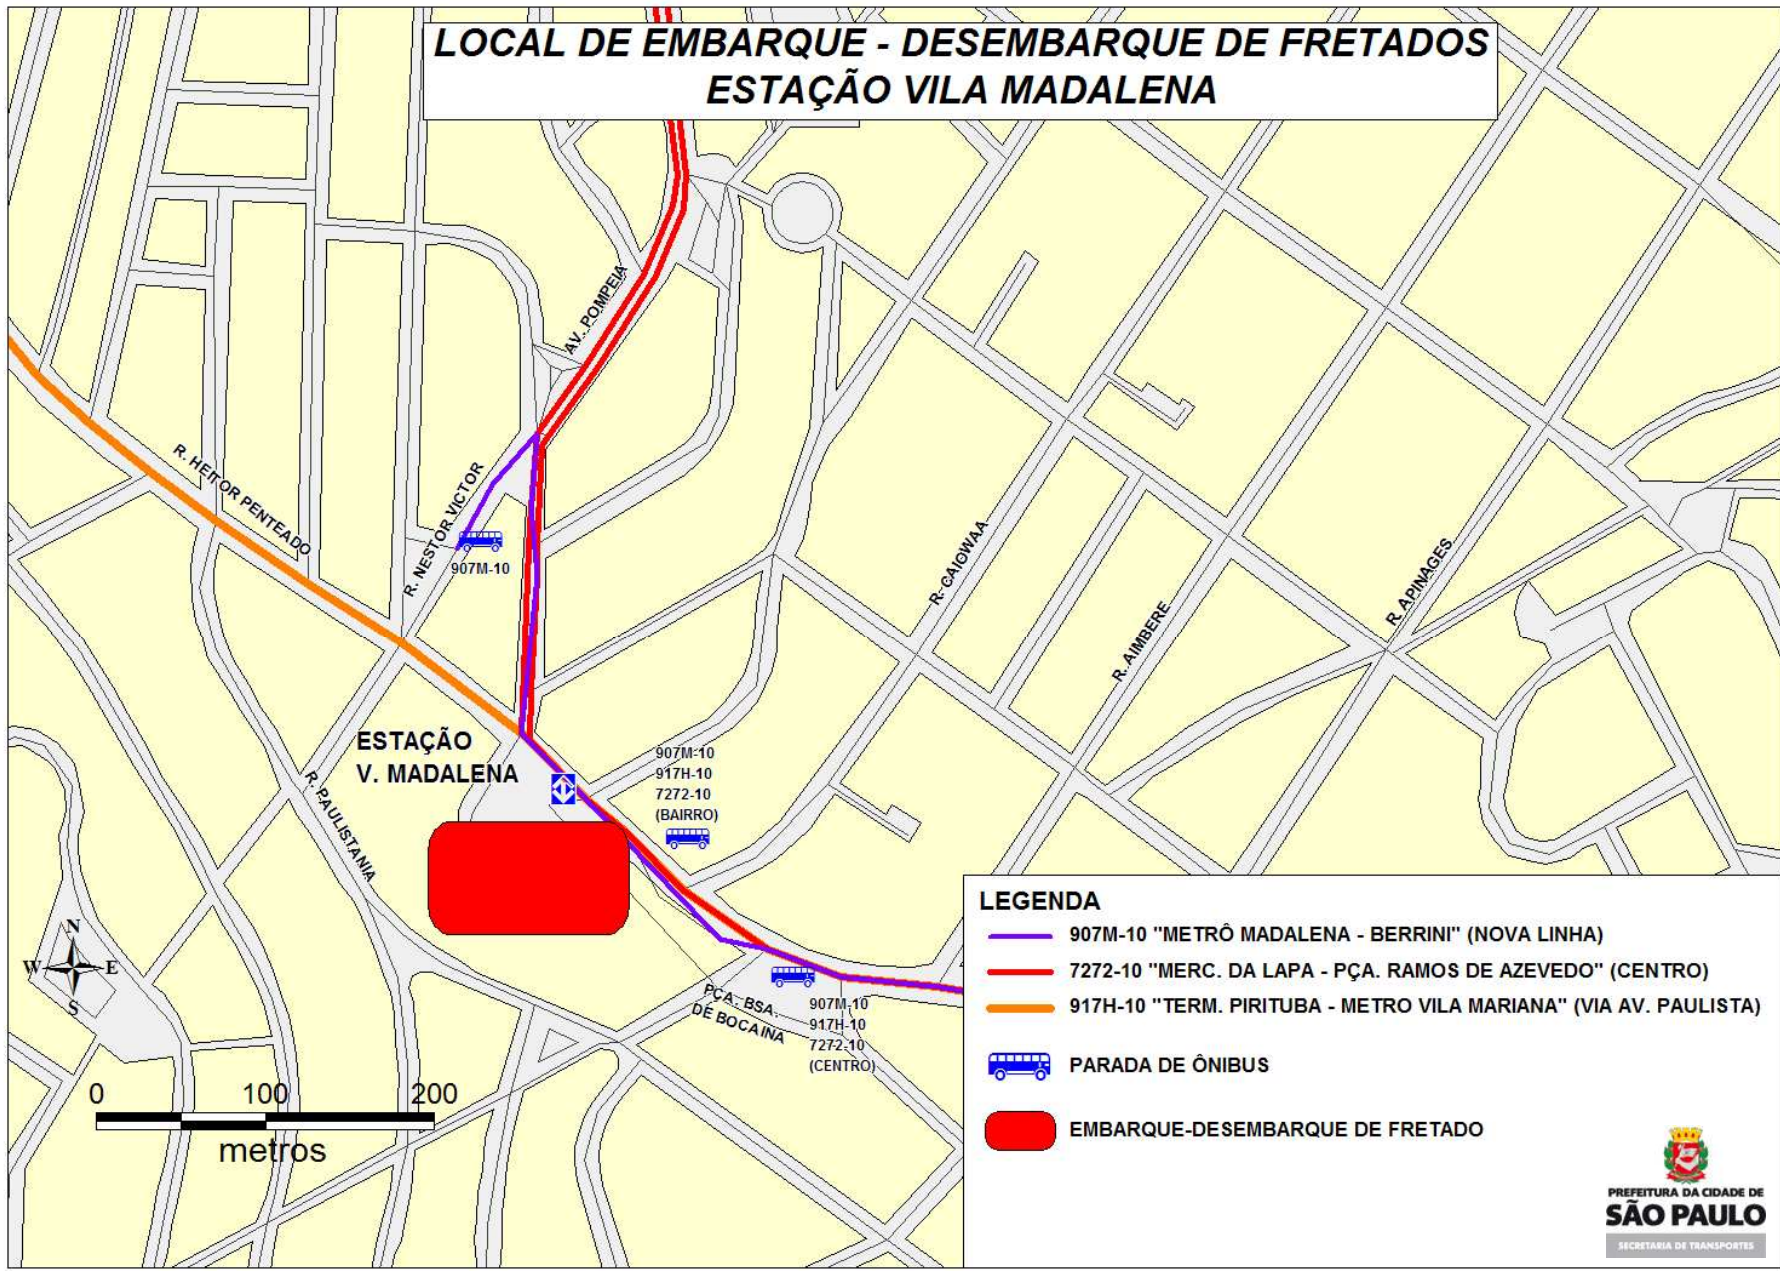 LOCAL DE EMBARQUE - DESEMBARQUE DE FRETADOS
ESTAÇÃO VILA MADALENA
AV. POMPEIA
R. HEITOR PENTEADO
R. NESTOR VICTOR
907M-10
R. CAIOWAA
R. AIMBERE
R. APINAGES
ESTAÇÃO
V. MADALENA
907M-10
917H-10
7272-10
(BAIRRO)
R. PAULISTANIA
N
W E
S
PÇA. BSA.
DE BOCAINA
907M-10
917H-10
7272-10
(CENTRO)
0 100 200
metros
LEGENDA
907M-10 "METRÔ MADALENA - BERRINI" (NOVA LINHA)
7272-10 "MERC. DA LAPA - PÇA. RAMOS DE AZEVEDO" (CENTRO)
917H-10 "TERM. PIRITUBA - METRO VILA MARIANA" (VIA AV. PAULISTA)
PARADA DE ÔNIBUS
EMBARQUE-DESEMBARQUE DE FRETADO
PREFEITURA DA CIDADE DE
SÃO PAULO
SECRETARIA DE TRANSPORTES